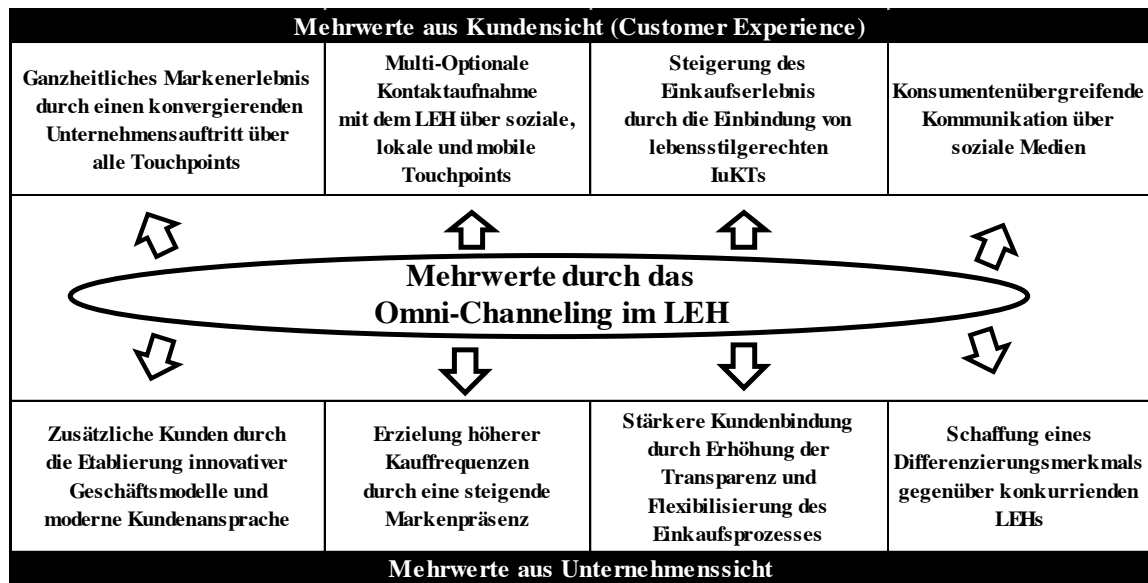 Mehrwerte aus Kundensicht (Customer Experience)
Ganzheitliches Markenerlebnis
durch einen konvergierenden
Unternehmensauftritt über
alle Touchpoints
Multi-Optionale
Kontaktaufnahme
mit dem LEH über soziale,
lokale und mobile
Touchpoints
Steigerung des
Einkaufserlebnis
durch die Einbindung von
lebensstilgerechten
IuKTs
Konsumentenübergreifende
Kommunikation über
soziale Medien
Mehrwerte durch das
Omni-Channeling im LEH
Zusätzliche Kunden durch
die Etablierung innovativer
Geschäftsmodelle und
moderne Kundenansprache
Erzielung höherer
Kauffrequenzen
durch eine steigende
Markenpräsenz
Stärkere Kundenbindung
durch Erhöhung der
Transparenz und
Flexibilisierung des
Einkaufsprozesses
Schaffung eines
Differenzierungsmerkmals
gegenüber konkurrienden
LEHs
Mehrwerte aus Unternehmenssicht